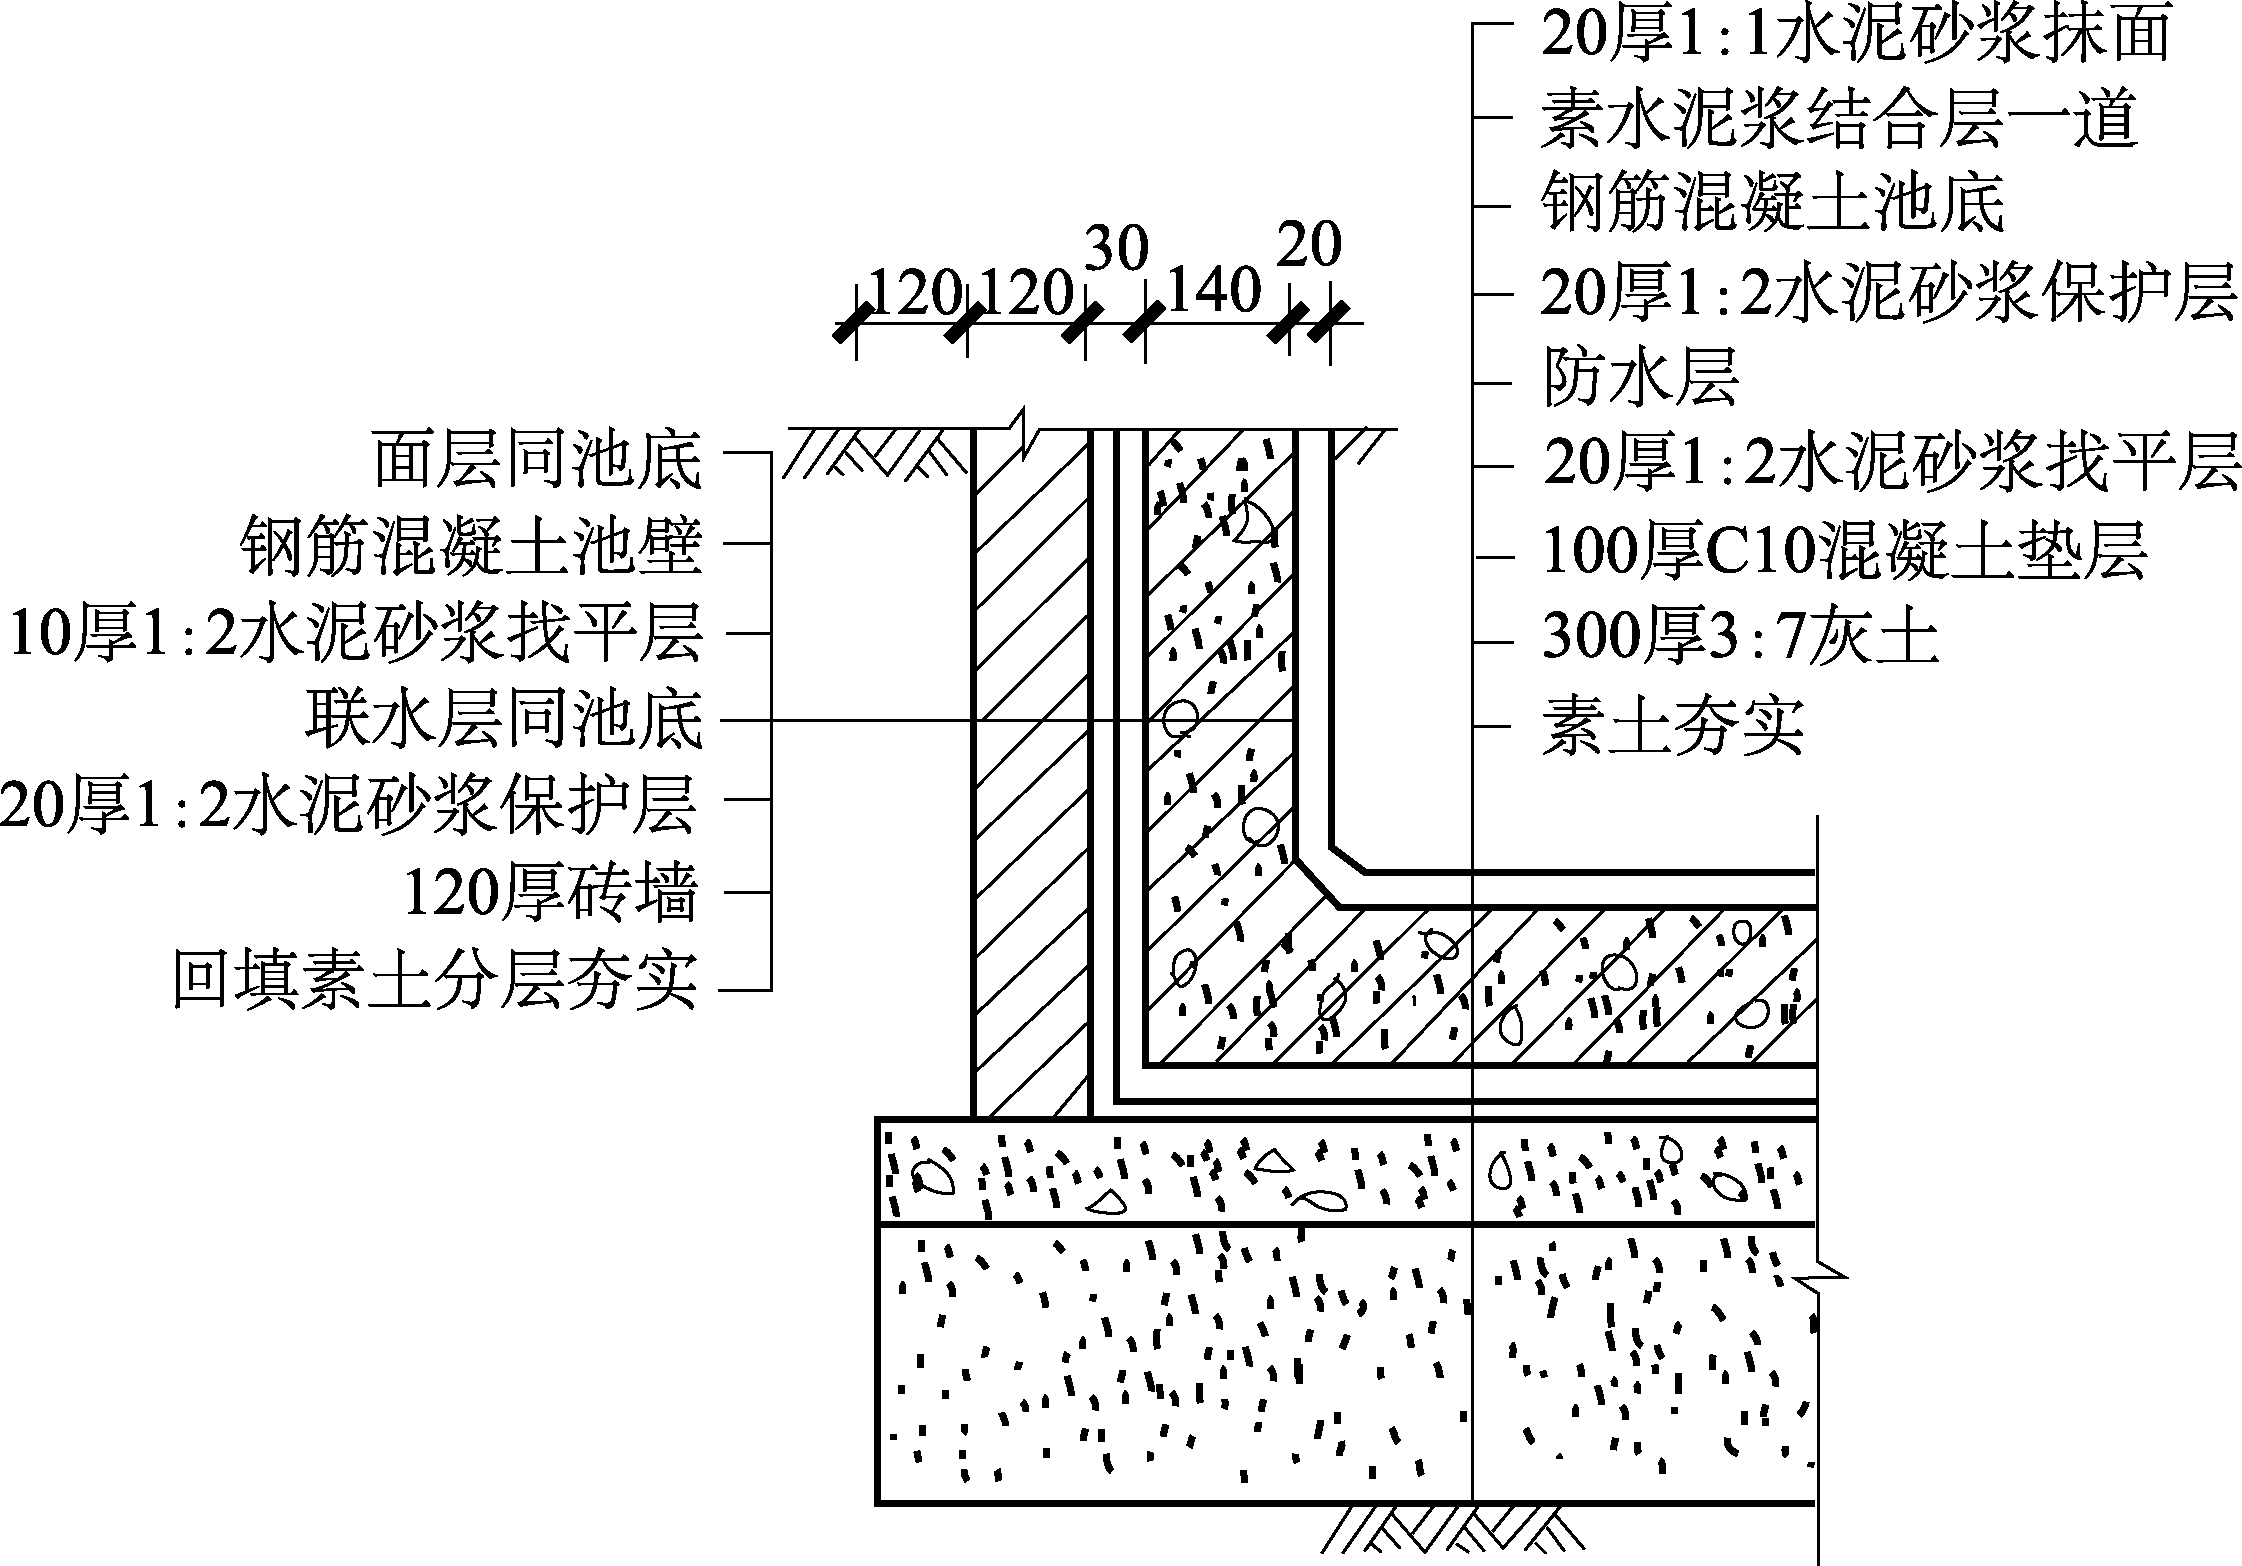 20厚1:1水泥砂浆抹面
素水泥浆结合层一道
钢筋混凝土池底
20厚1:2水泥砂浆保护层
防水层
20厚1:2水泥砂浆找平层
100厚C10混凝土垫层
300厚3:7灰土
素土夯实
120 120 30 140 20
面层同池底
钢筋混凝土池壁
10厚1:2水泥砂浆找平层
联水层同池底
20厚1:2水泥砂浆保护层
120厚砖墙
回填素土分层夯实